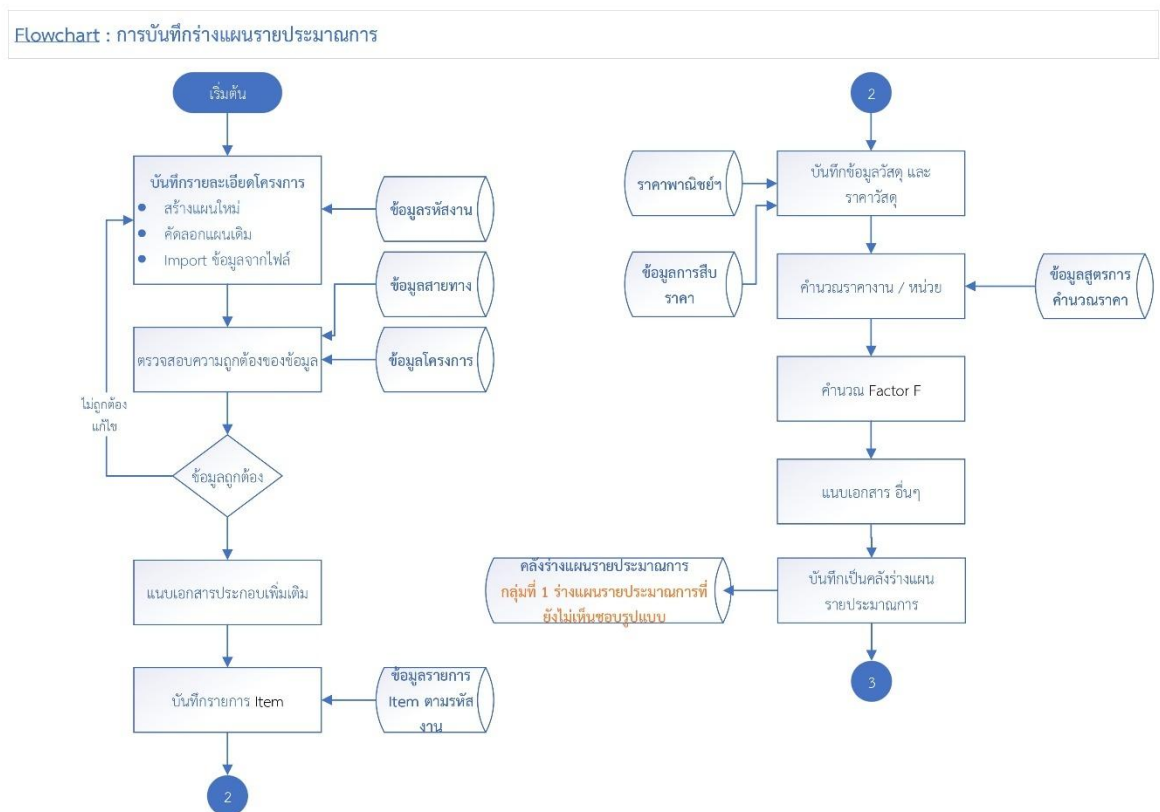 Flowchart : การบันทึกร่างแผนรายประมาณการ
เริ่มต้น
บันทึกรายละเอียดโครงการ
สร้างแผนใหม่
คัดลอกแผนเดิม
Import ข้อมูลจากไฟล์
ข้อมูลรหัสงาน
ข้อมูลสายทาง
ตรวจสอบความถูกต้องของข้อมูล
ข้อมูลโครงการ
ไม่ถูกต้อง
แก้ไข
ข้อมูลถูกต้อง
แนบเอกสารประกอบเพิ่มเติม
บันทึกรายการ Item
ข้อมูลรายการ
Item ตามรหัส
งาน
2
2
ราคาพาณิชย์ฯ
บันทึกข้อมูลวัสดุ และ
ราคาวัสดุ
ข้อมูลการสืบ
ราคา
คำนวณราคางาน / หน่วย
ข้อมูลสูตรการ
คำนวณราคา
คำนวณ Factor F
แนบเอกสาร อื่นๆ
คลังร่างแผนรายประมาณการ
กลุ่มที่ 1 ร่างแผนรายประมาณการที่
ยังไม่เห็นชอบรูปแบบ
บันทึกเป็นคลังร่างแผน
รายประมาณการ
3